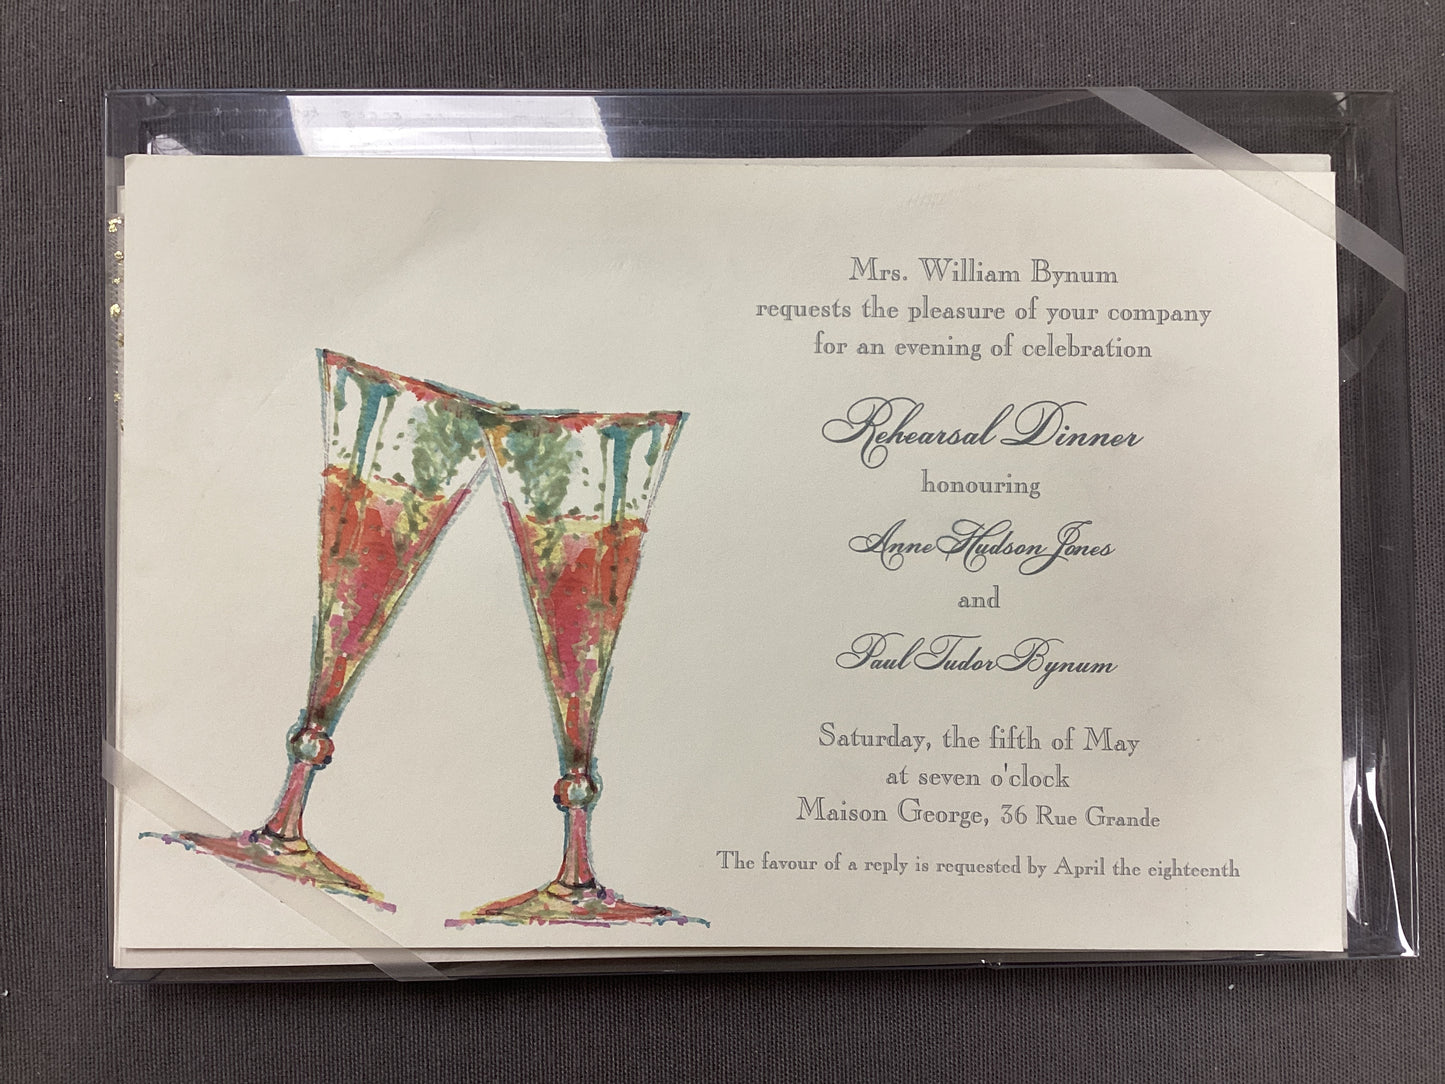 Mrs. William Bynum
requests the pleasure of your company
for an evening of celebration
Rehearsal Dinner
honouring
Anne Hudson Jones
and
Paul Tudor Bynum
Saturday, the fifth of May
at seven o'clock
Maison George, 36 Rue Grande
The favour of a reply is requested by April the eighteenth